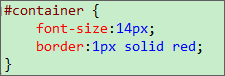 #container {
    font-size:14px;
    border:1px solid red;
}